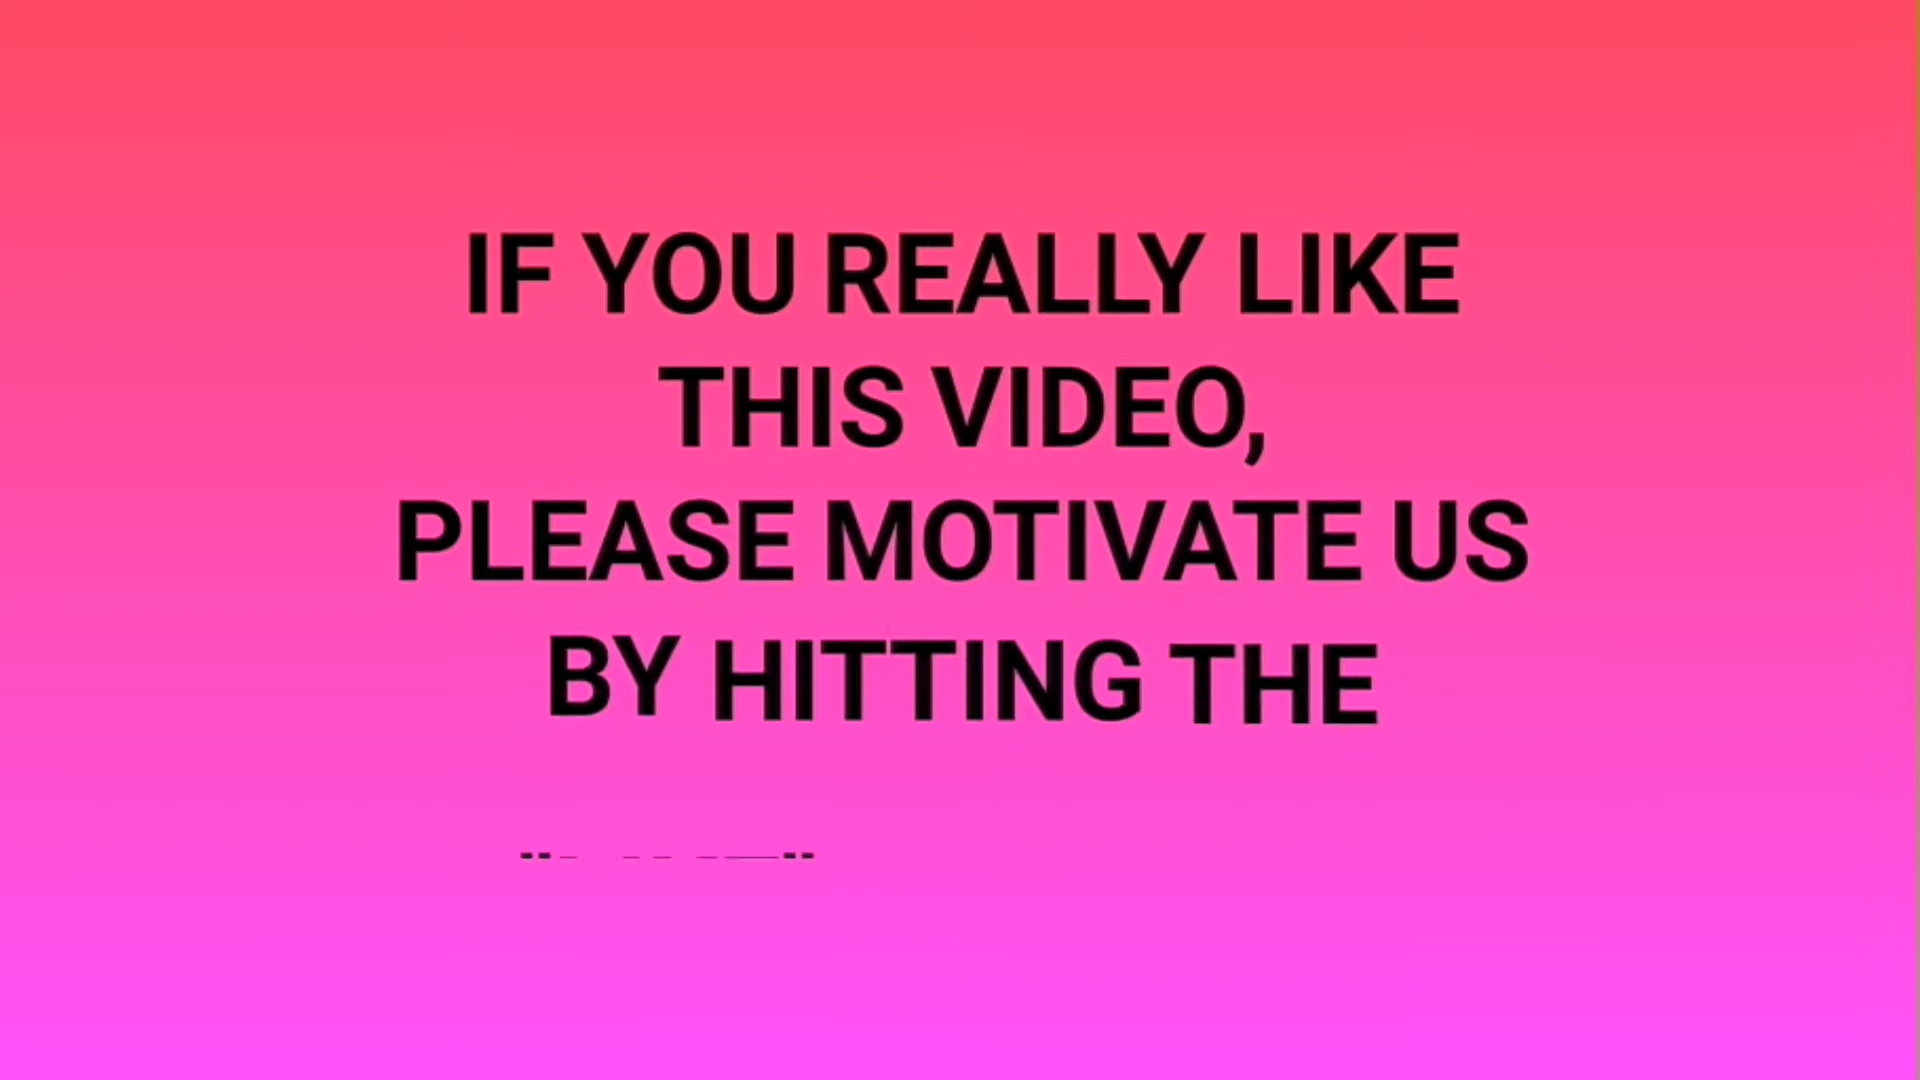 IF YOU REALLY LIKE
THIS VIDEO,
PLEASE MOTIVATE US
BY HITTING THE